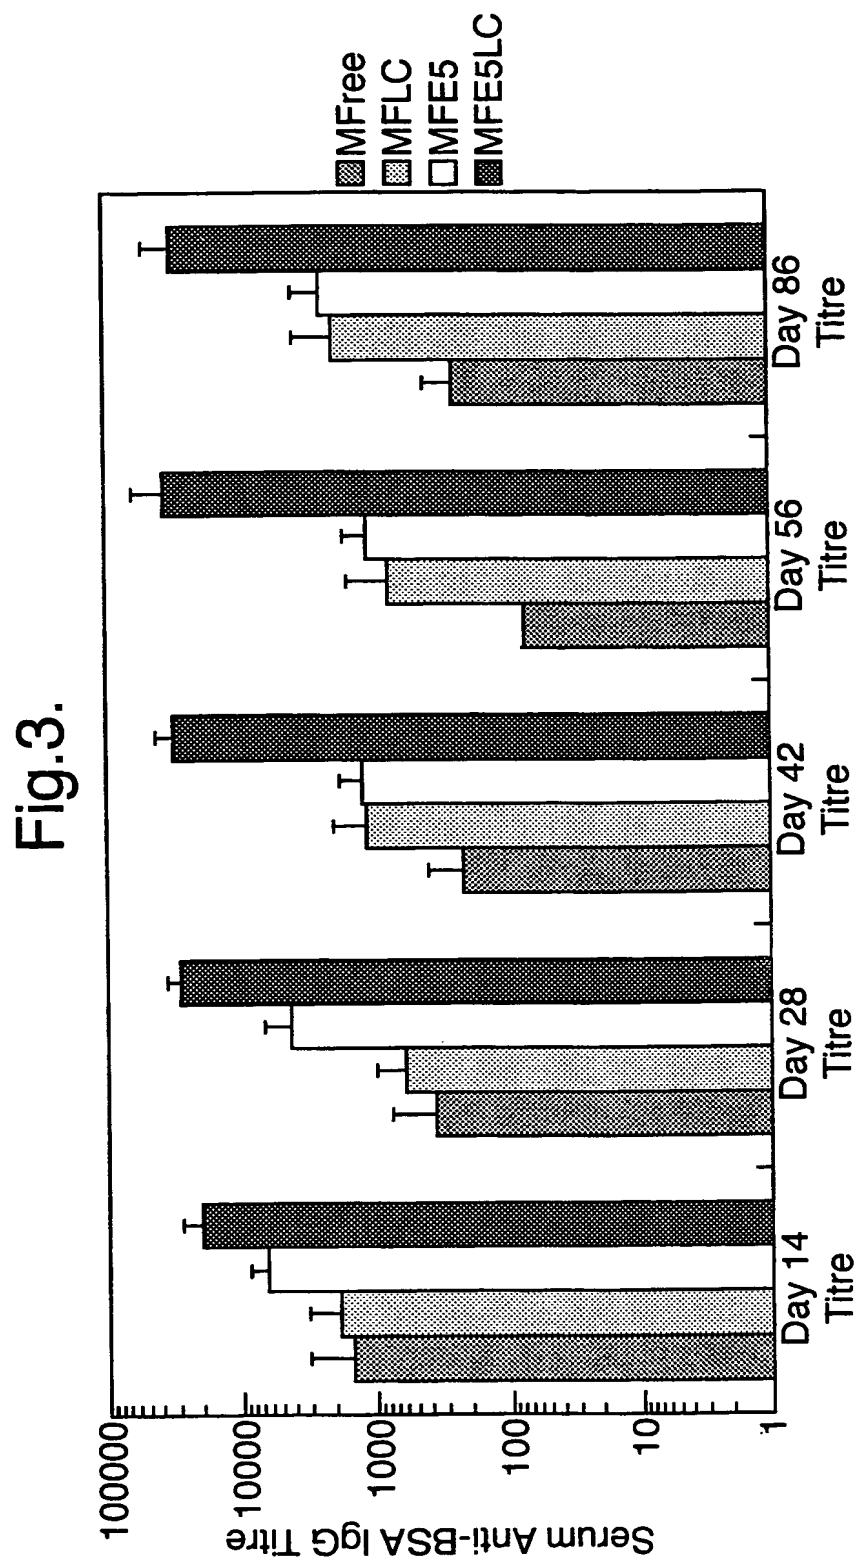 Fig.3.
Serum Anti-BSA IgG Titre
100000
10000
1000
100
10
1
Day 14
Titre
Day 28
Titre
Day 42
Titre
Day 56
Titre
Day 86
Titre
MFree
MFLC
MFE5
MFE5LC